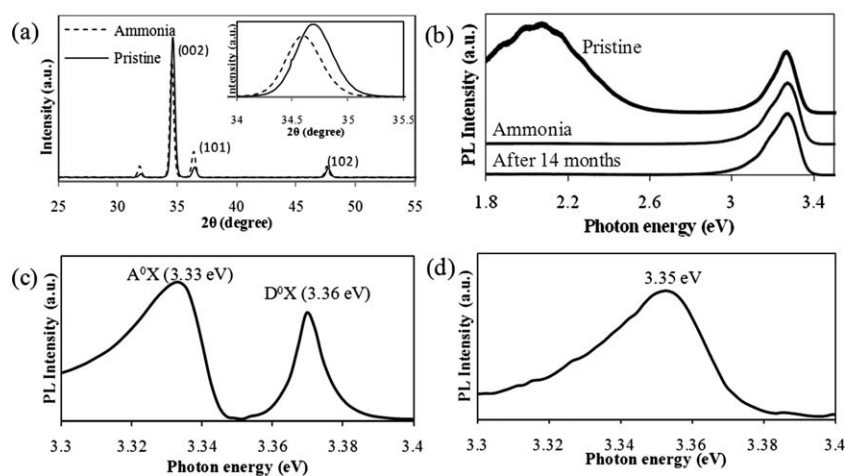 (a)
Ammonia
Pristine
(002)
(101)
(102)
Intensity (a.u.)
25 30 35 40 45 50 55
2θ (degree)
Intensity (a.u.)
34 34.5 35 35.5
2θ (degree)
(b)
Pristine
Ammonia
After 14 months
PL Intensity (a.u.)
1.8 2.2 2.6 3 3.4
Photon energy (eV)
(c)
A⁰X (3.33 eV)
D⁰X (3.36 eV)
PL Intensity (a.u.)
3.3 3.32 3.34 3.36 3.38 3.4
Photon energy (eV)
(d)
3.35 eV
PL Intensity (a.u.)
3.3 3.32 3.34 3.36 3.38 3.4
Photon energy (eV)